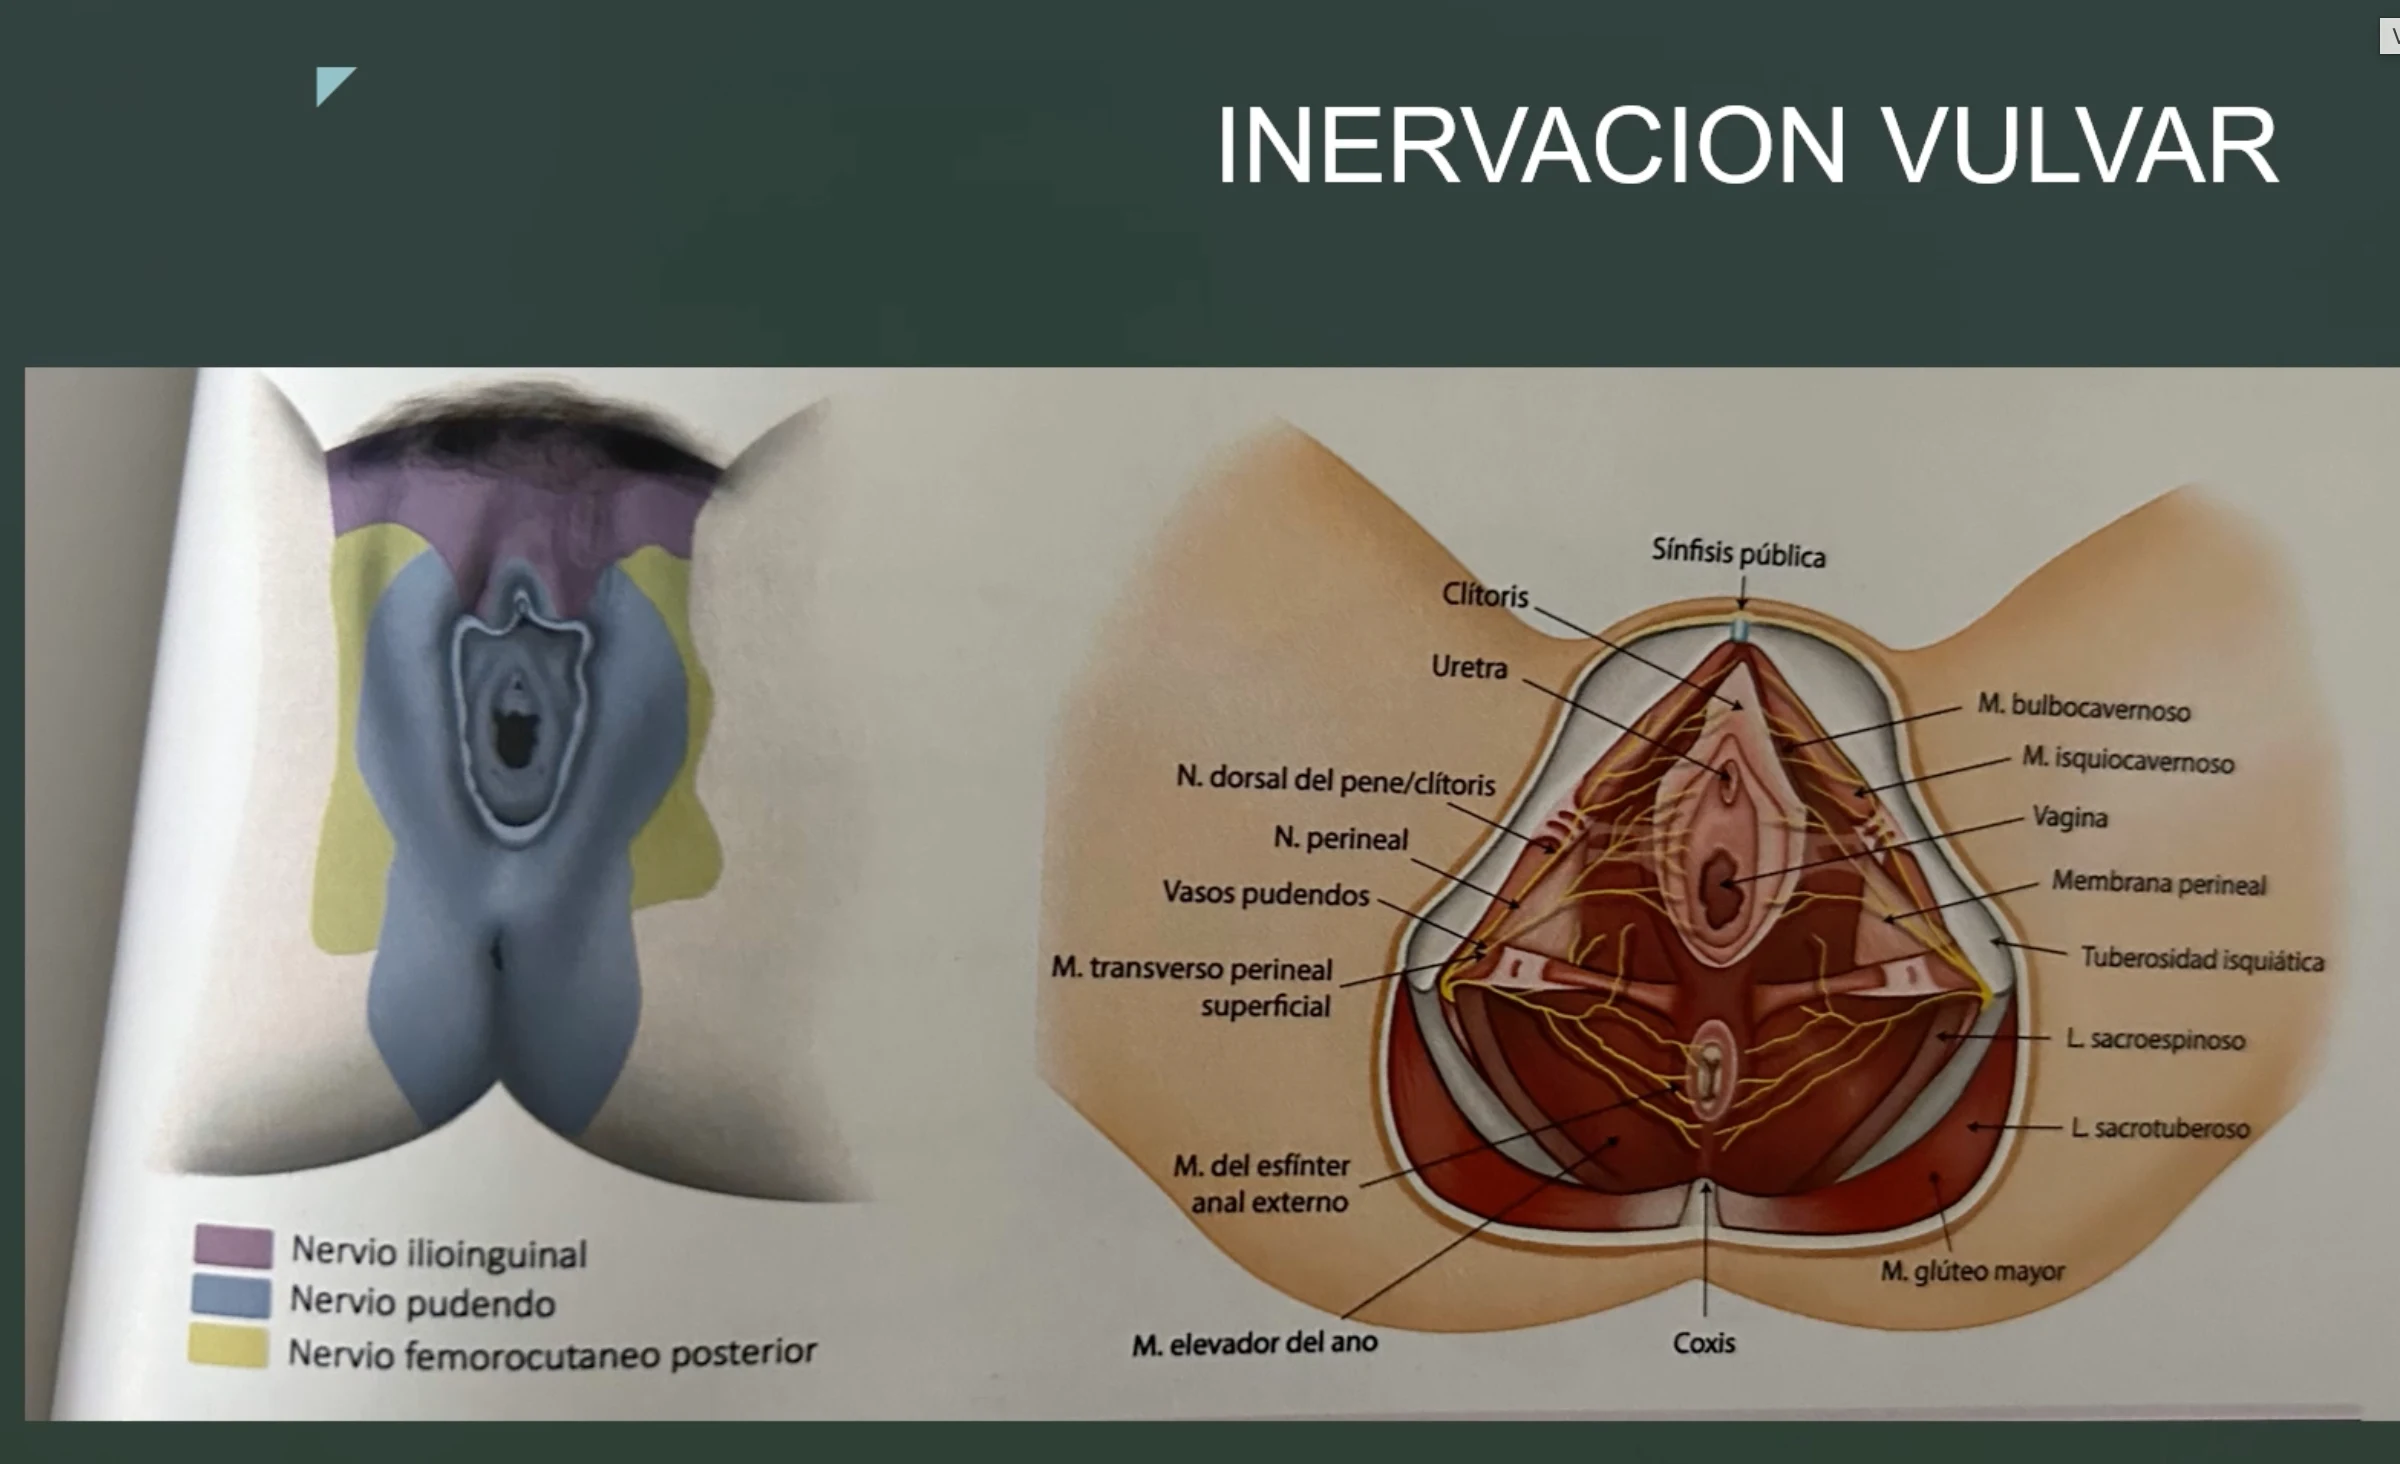 INERVACION VULVAR
Nervio ilioinguinal
Nervio pudendo
Nervio femorocutaneo posterior
Sínfisis pública
Clítoris
Uretra
N. dorsal del pene/clítoris
N. perineal
Vasos pudendos
M. transverso perineal
superficial
M. del esfínter
anal externo
M. elevador del ano
Coxis
M. bulbocavernoso
M. isquiocavernoso
Vagina
Membrana perineal
Tuberosidad isquiática
L. sacroespinoso
L. sacrotuberoso
M. glúteo mayor